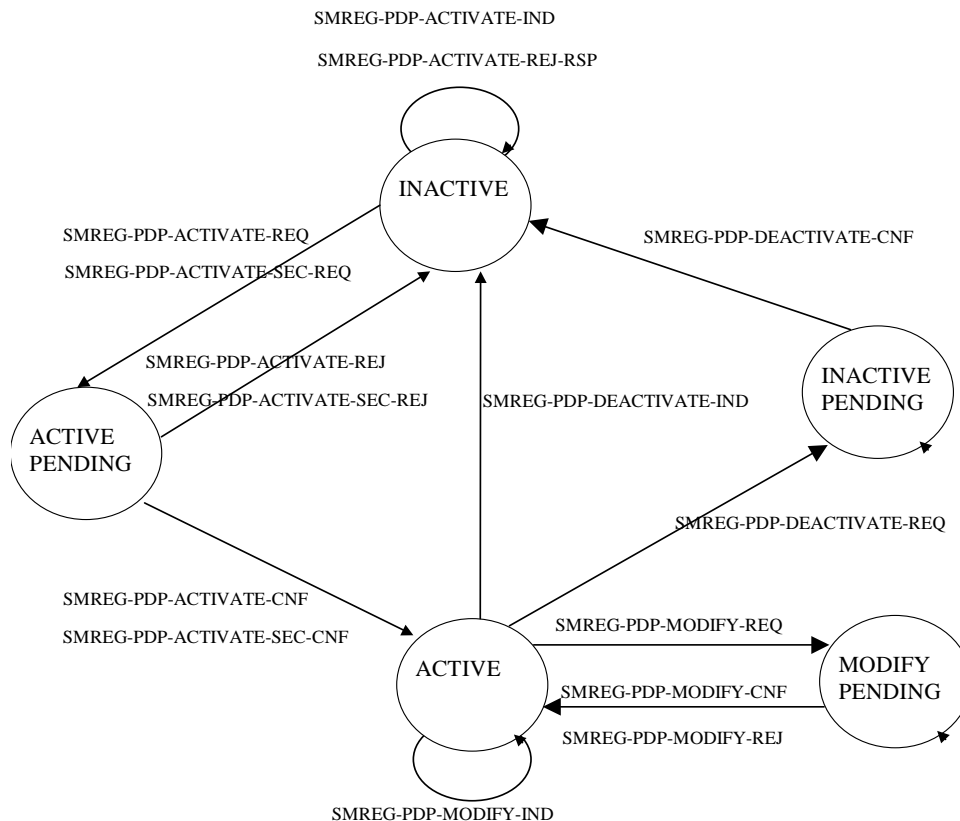 SMREG-PDP-ACTIVATE-IND
SMREG-PDP-ACTIVATE-REJ-RSP
INACTIVE
SMREG-PDP-ACTIVATE-REQ
SMREG-PDP-ACTIVATE-SEC-REQ
SMREG-PDP-DEACTIVATE-CNF
SMREG-PDP-ACTIVATE-REJ
SMREG-PDP-ACTIVATE-SEC-REJ
SMREG-PDP-DEACTIVATE-IND
INACTIVE
PENDING
ACTIVE
PENDING
SMREG-PDP-DEACTIVATE-REQ
SMREG-PDP-ACTIVATE-CNF
SMREG-PDP-ACTIVATE-SEC-CNF
SMREG-PDP-MODIFY-REQ
ACTIVE
MODIFY
PENDING
SMREG-PDP-MODIFY-CNF
SMREG-PDP-MODIFY-REJ
SMREG-PDP-MODIFY-IND